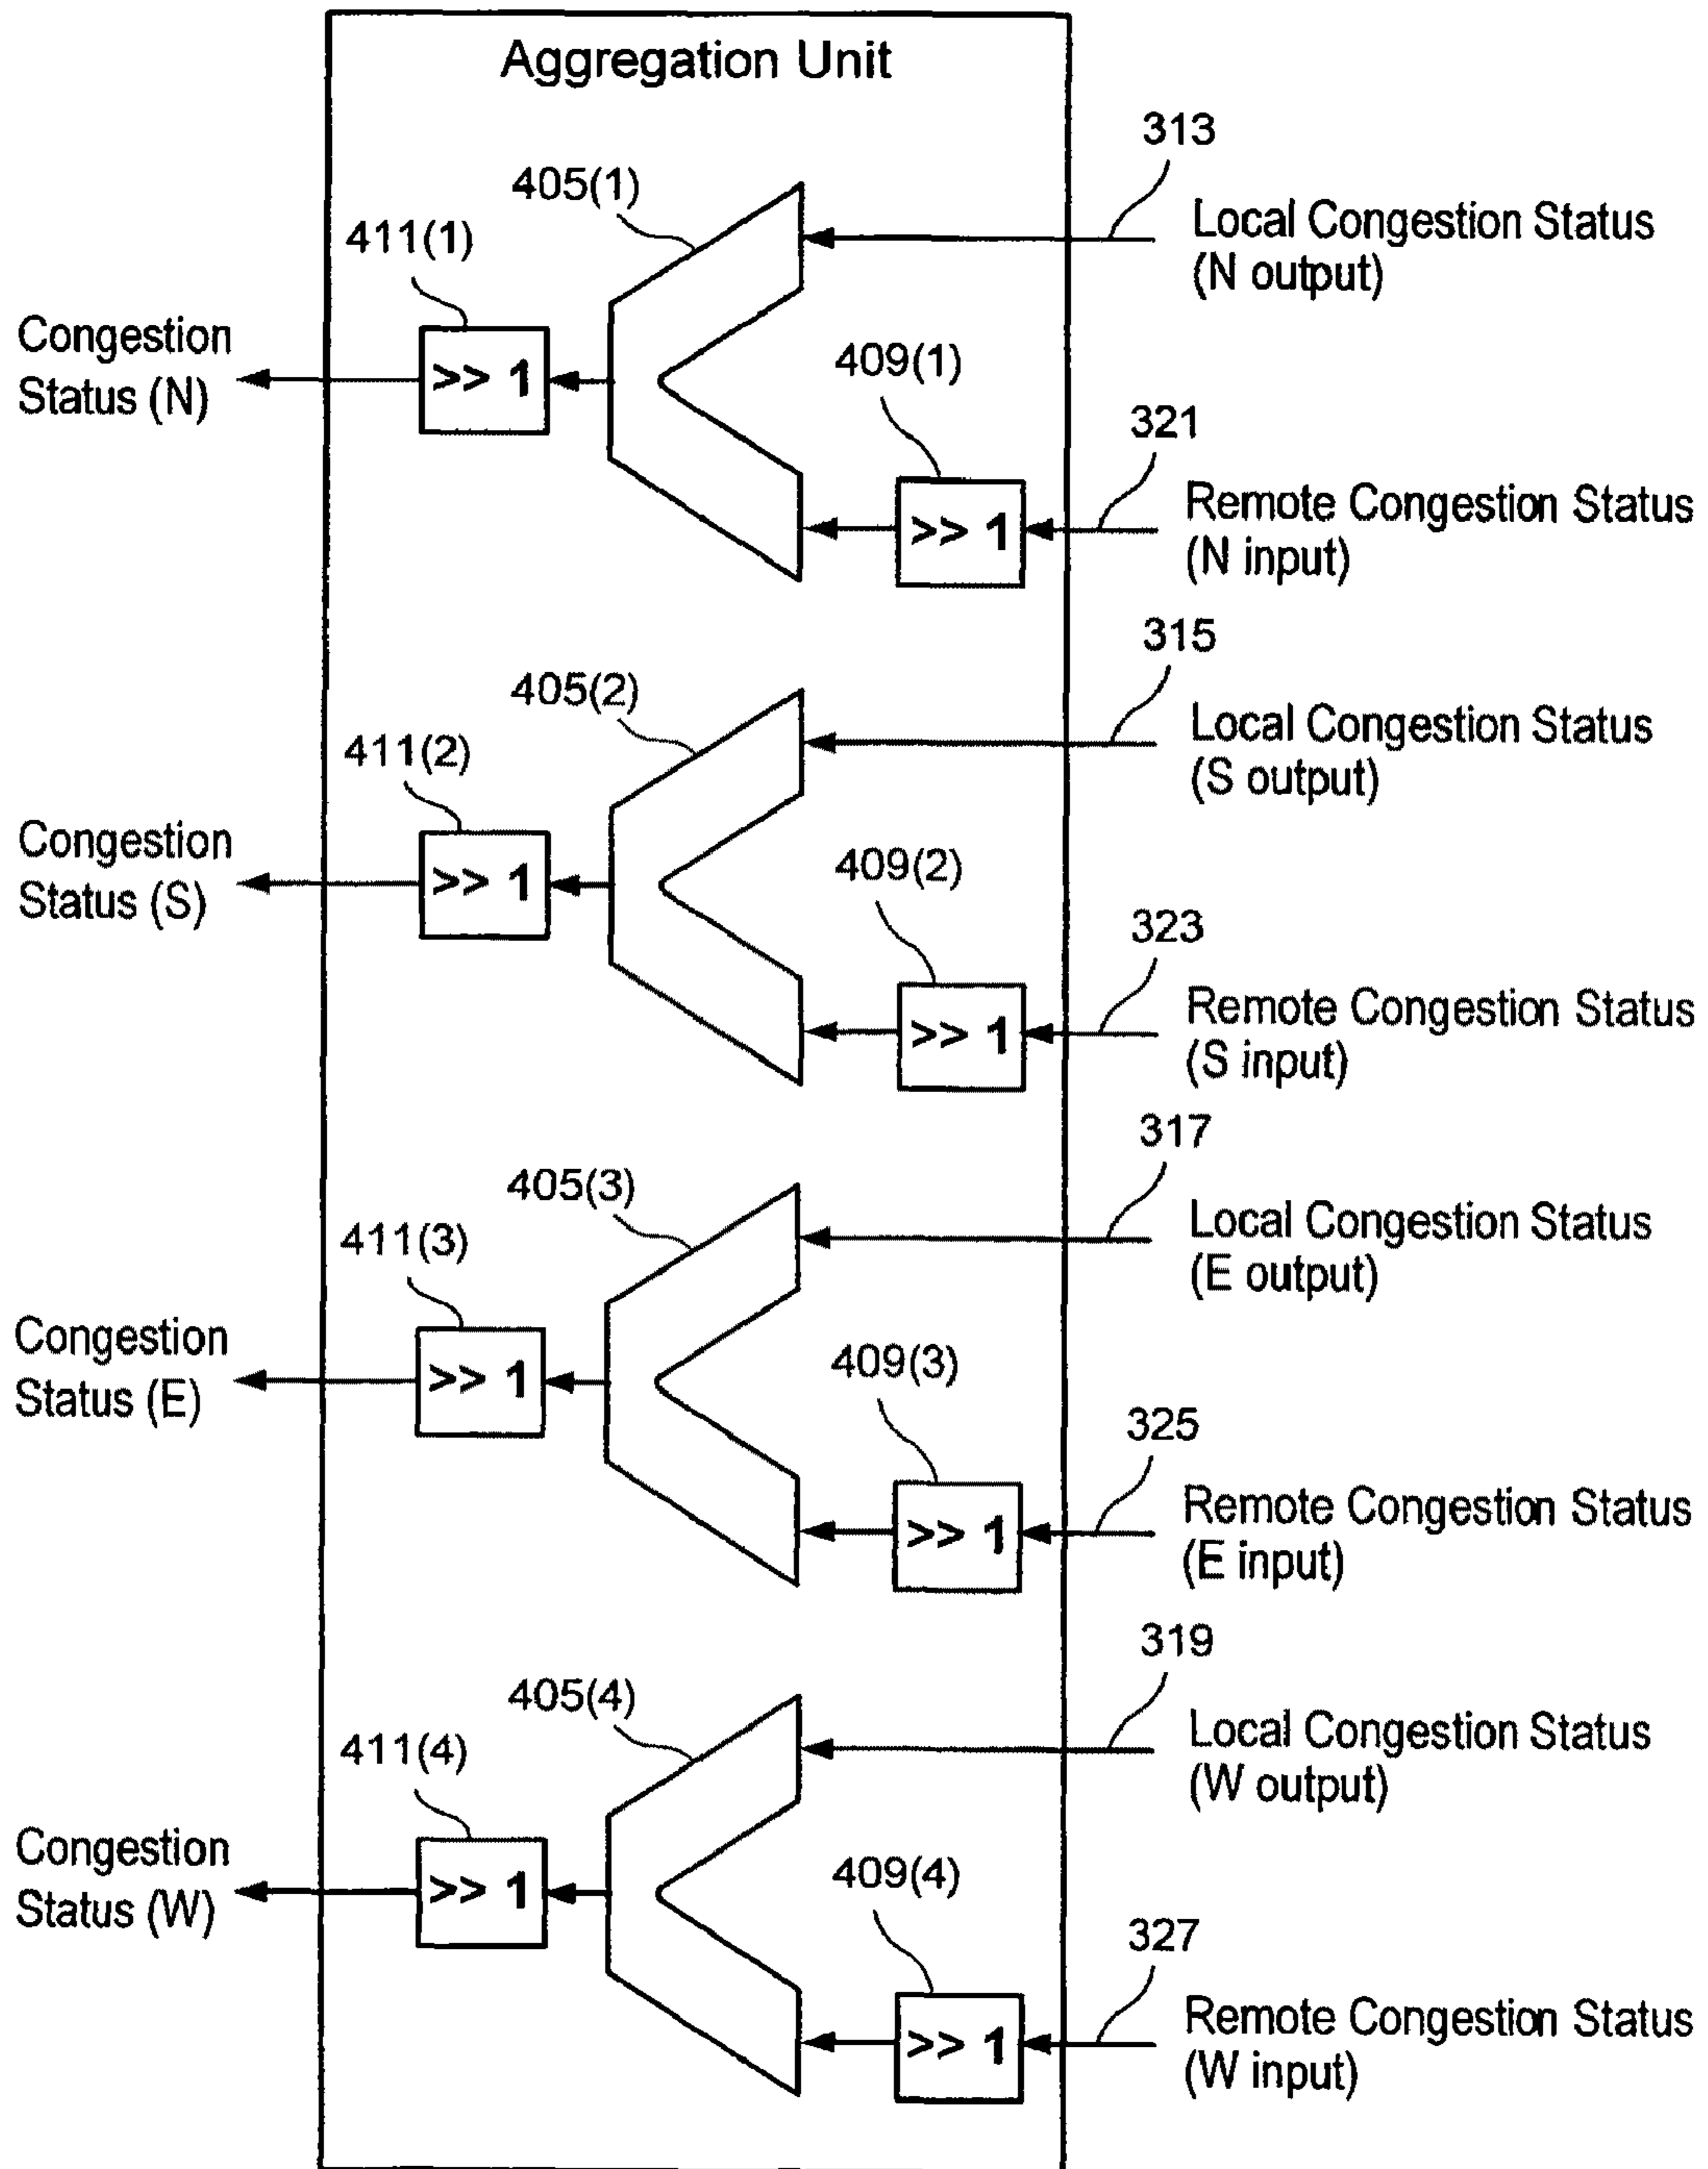 Aggregation Unit
313
405(1)
Local Congestion Status
(N output)
411(1)
Congestion
Status (N)
>> 1
409(1)
321
>> 1
Remote Congestion Status
(N input)
315
405(2)
Local Congestion Status
(S output)
411(2)
Congestion
Status (S)
>> 1
409(2)
323
>> 1
Remote Congestion Status
(S input)
317
405(3)
Local Congestion Status
(E output)
411(3)
Congestion
Status (E)
>> 1
409(3)
325
>> 1
Remote Congestion Status
(E input)
319
405(4)
Local Congestion Status
(W output)
411(4)
Congestion
Status (W)
>> 1
409(4)
327
>> 1
Remote Congestion Status
(W input)